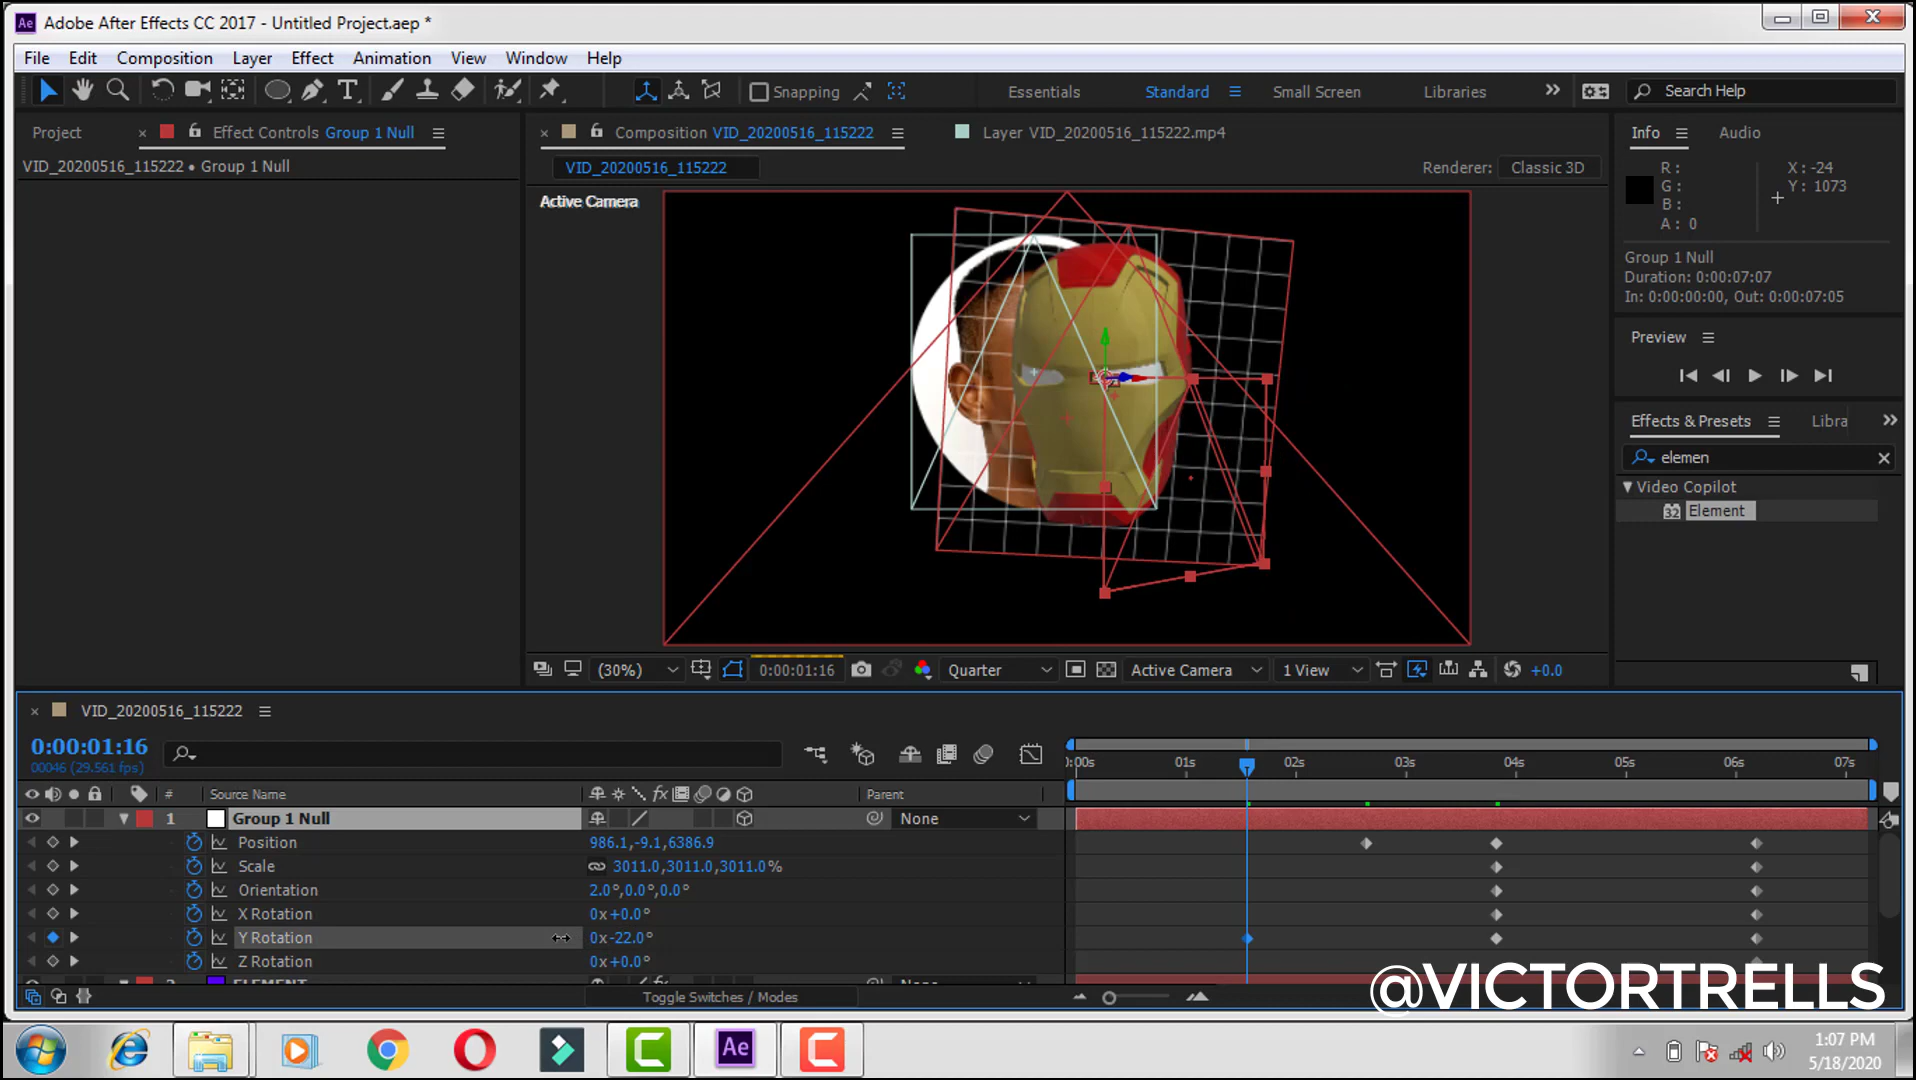 Adobe After Effects CC 2017 - Untitled Project.aep *
File Edit Composition Layer Effect Animation View Window Help
Snapping
Essentials Standard Small Screen Libraries
Search Help
Project
Effect Controls Group 1 Null
VID_20200516_115222 • Group 1 Null
Composition VID_20200516_115222
Layer VID_20200516_115222.mp4
VID_20200516_115222
Renderer: Classic 3D
Active Camera
Info Audio
R :
G :
B :
A : 0
X : -24
Y : 1073
Group 1 Null
Duration: 0:00:07:07
In: 0:00:00:00, Out: 0:00:07:05
Preview
Effects & Presets Libra
elemen
Video Copilot
32 Element
(30%) 0:00:01:16 Quarter Active Camera 1 View +0.0
VID_20200516_115222
0:00:01:16
00046 (29.561 fps)
# Source Name Parent
:00s 01s 02s 03s 04s 05s 06s 07s
1 Group 1 Null None
Position 986.1,-9.1,6386.9
Scale 3011.0,3011.0,3011.0%
Orientation 2.0°,0.0°,0.0°
X Rotation 0x+0.0°
Y Rotation 0x-22.0°
Z Rotation 0x+0.0°
2 ELEMENT None
Toggle Switches / Modes
@VICTORTRELLS
Ae
1:07 PM
5/18/2020